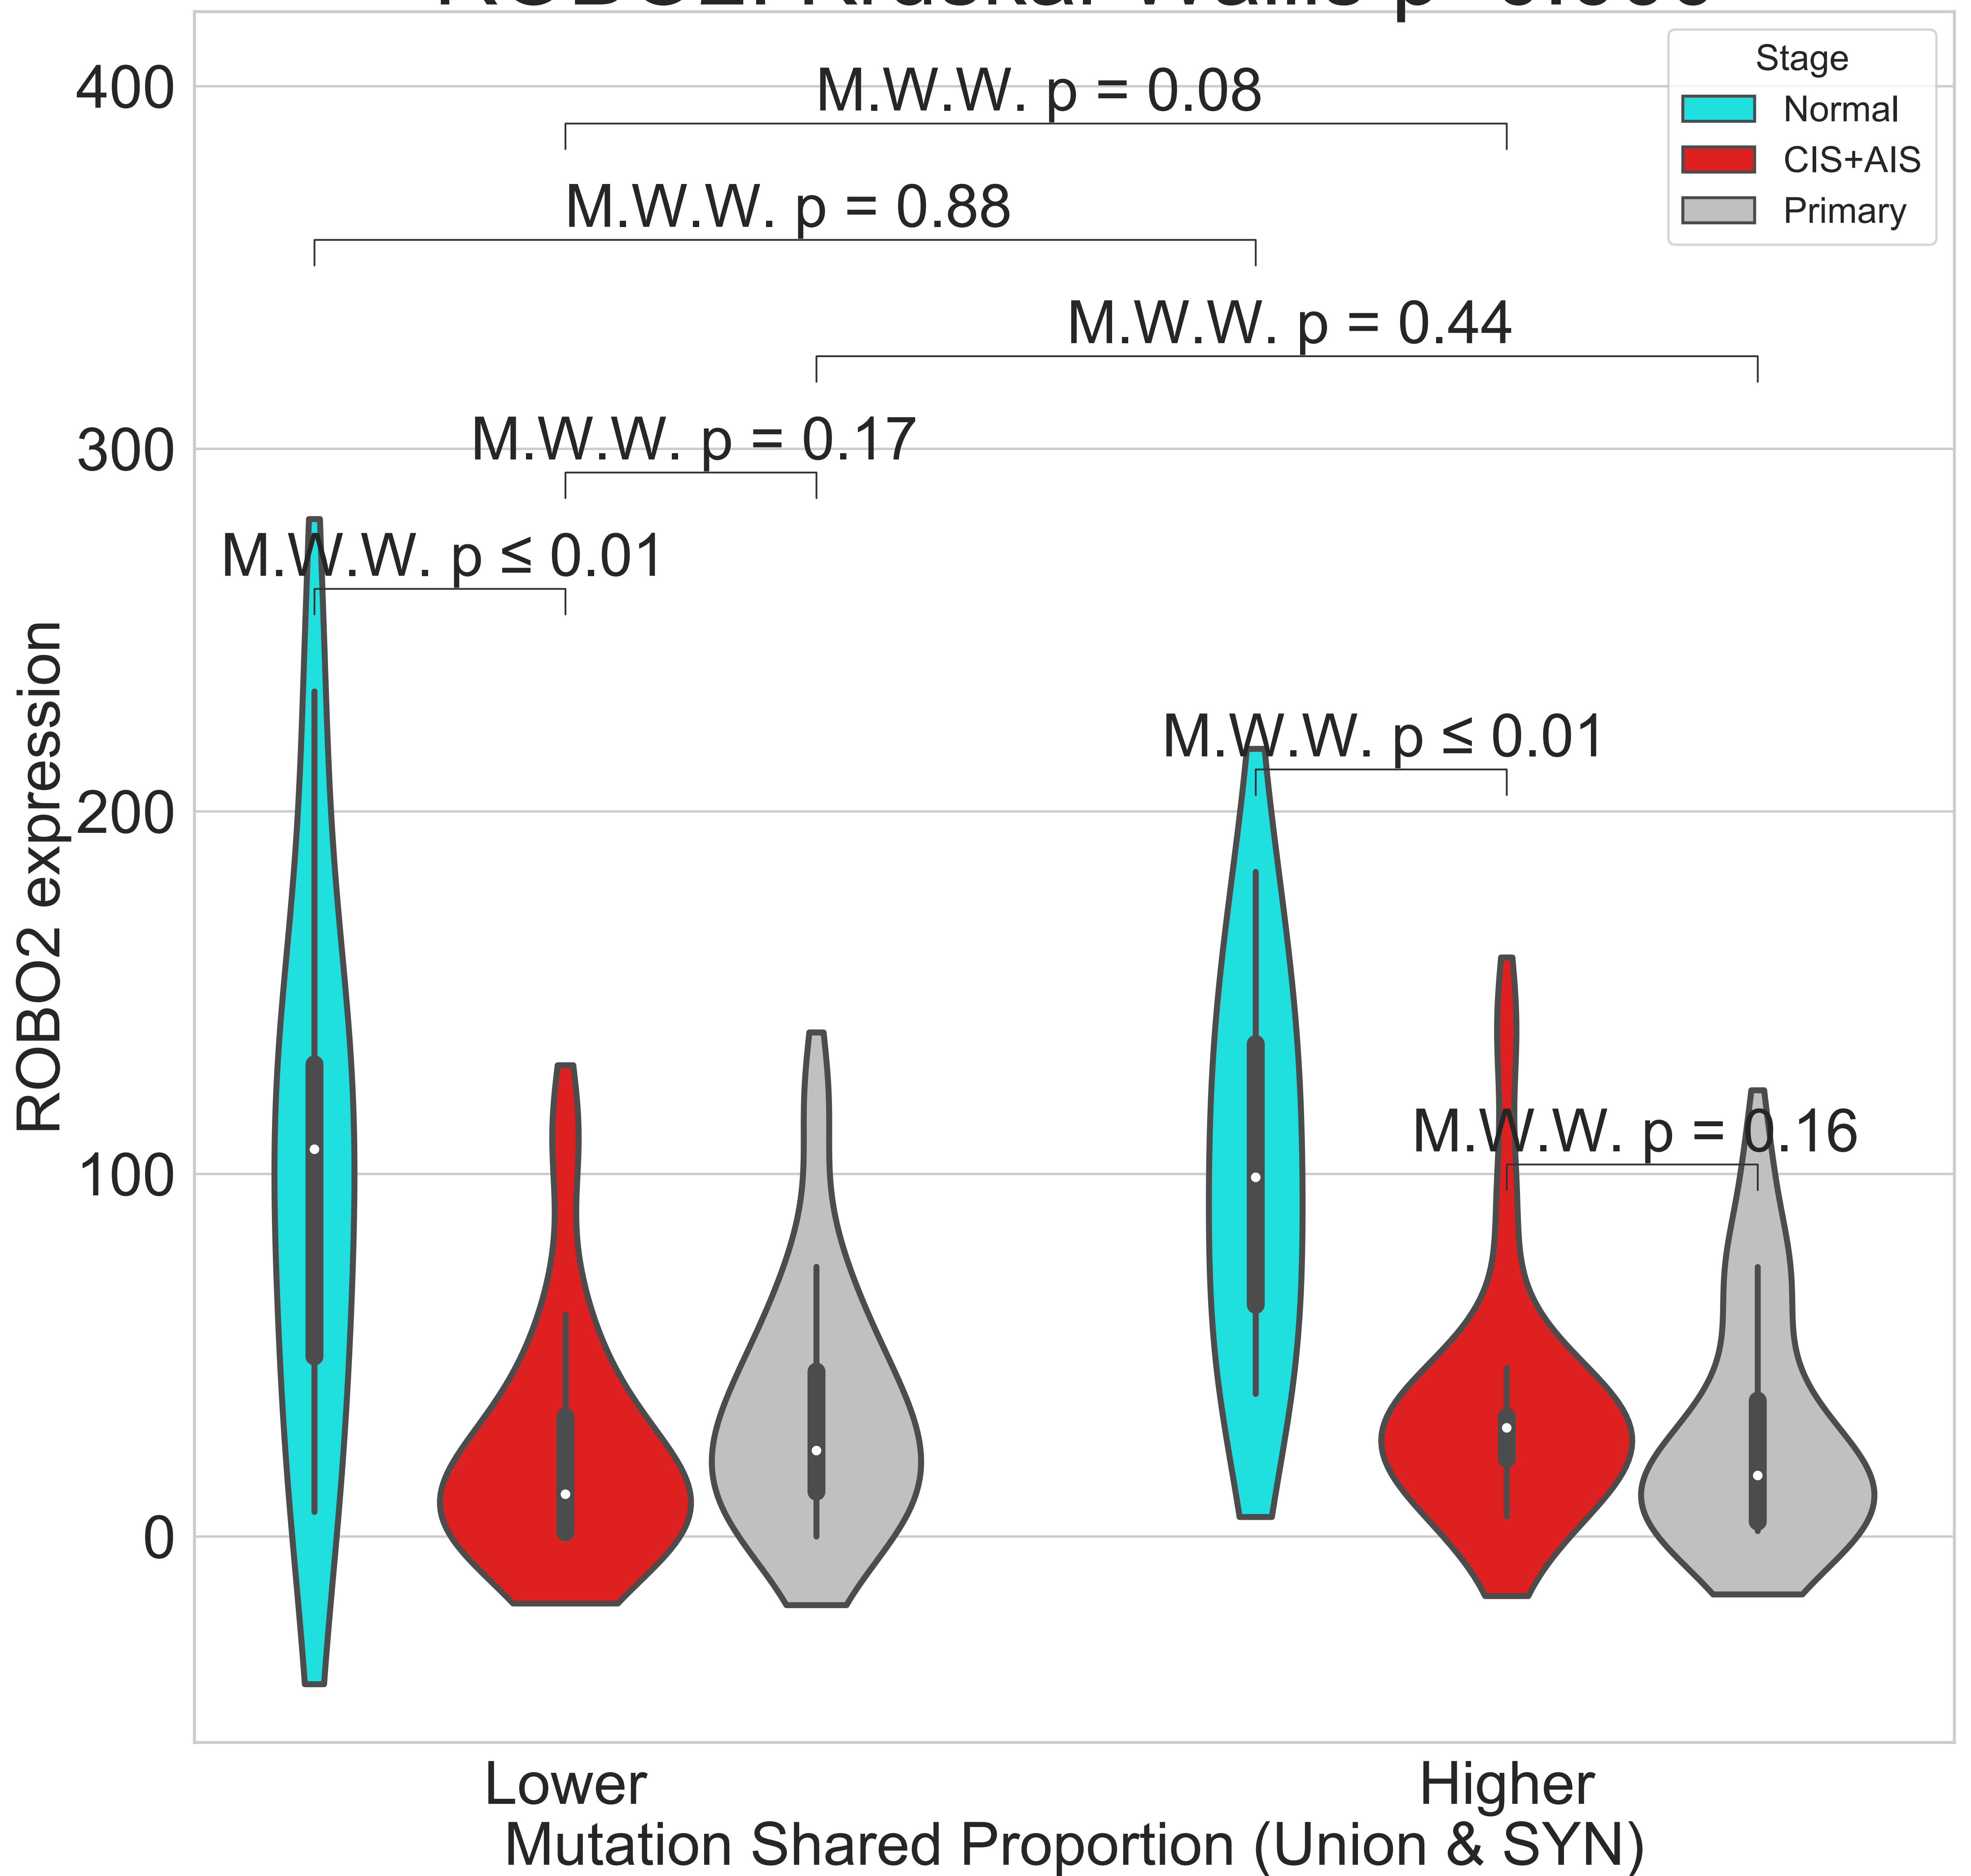 Stage
Normal
CIS+AIS
Primary
400
300
200
100
0
M.W.W. p = 0.08
M.W.W. p = 0.88
M.W.W. p = 0.44
M.W.W. p = 0.17
M.W.W. p ≤ 0.01
M.W.W. p ≤ 0.01
M.W.W. p = 0.16
ROBO2 expression
Lower
Higher
Mutation Shared Proportion (Union & SYN)